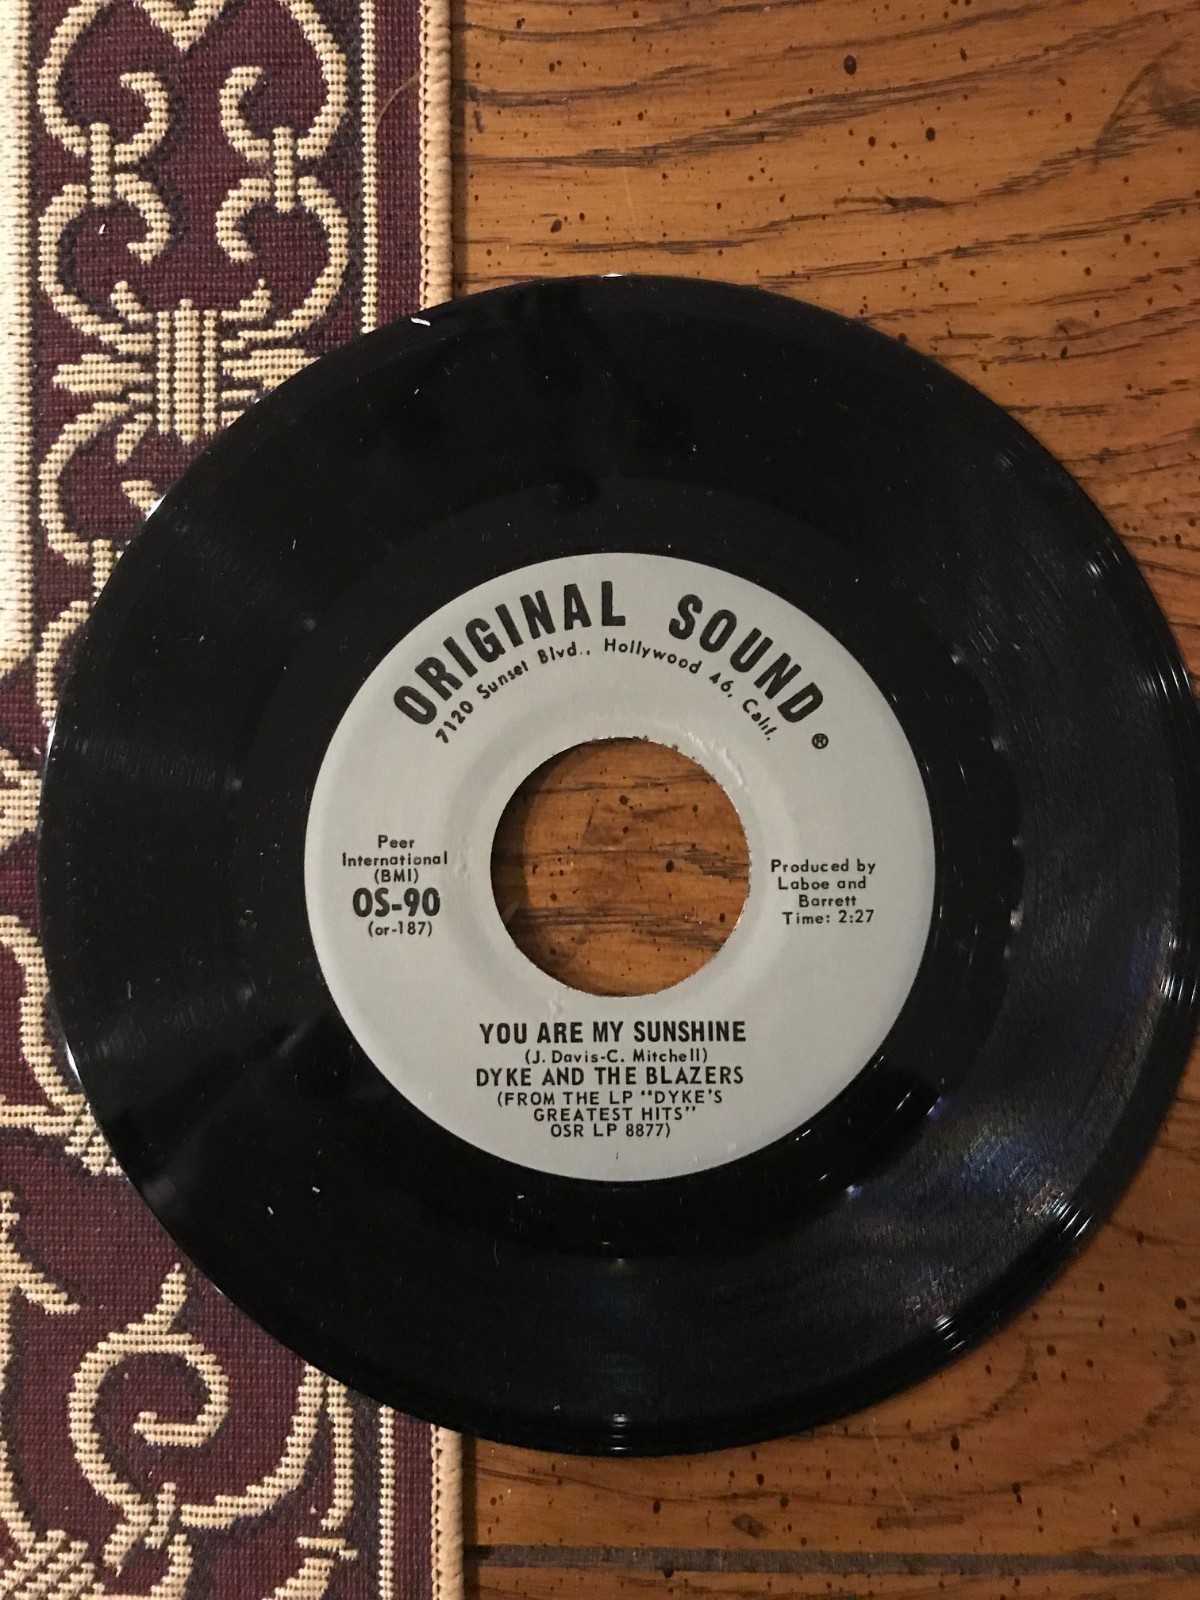 ORIGINAL SOUND ®
7120 Sunset Blvd., Hollywood 46, Calif.
Peer
International
(BMI)
OS-90
(or-187)
Produced by
Laboe and
Barrett
Time: 2:27
YOU ARE MY SUNSHINE
(J. Davis-C. Mitchell)
DYKE AND THE BLAZERS
(FROM THE LP "DYKE'S
GREATEST HITS"
OSR LP 8877)